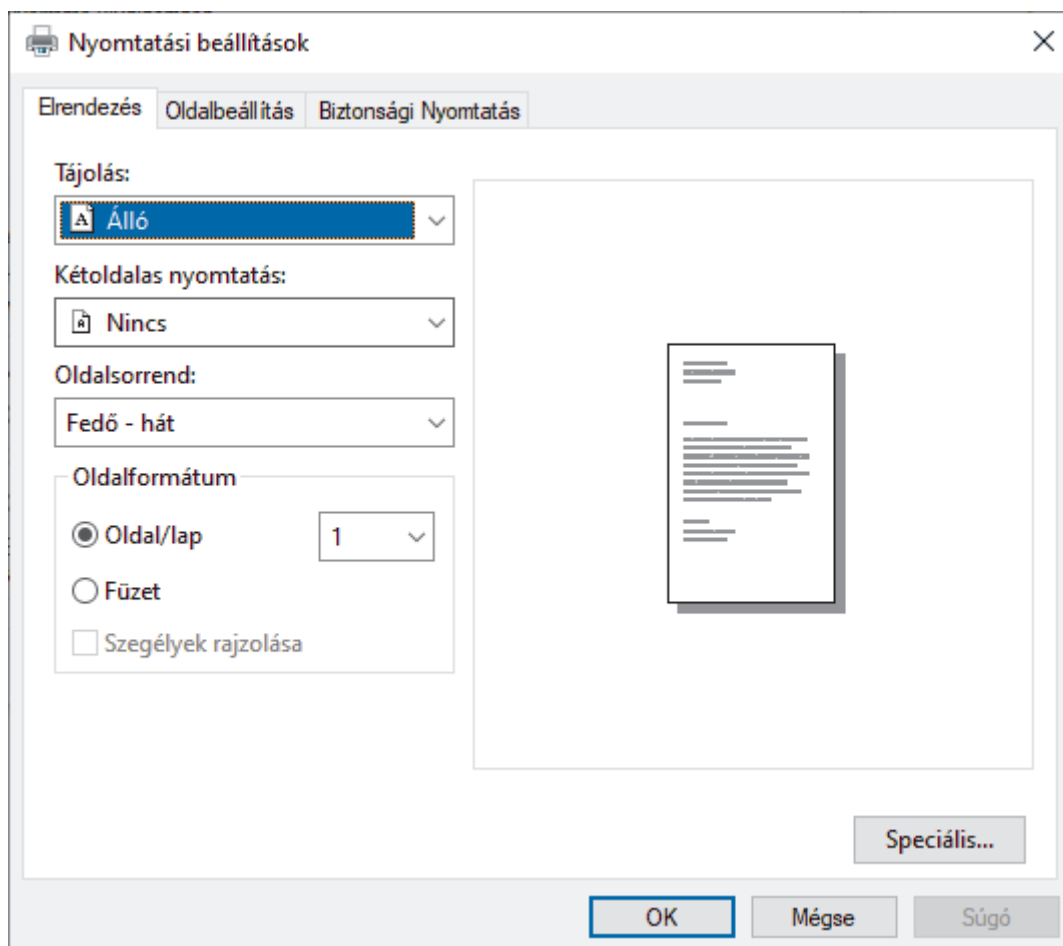 Nyomtatási beállítások
Elrendezés Oldalbeállítás Biztonsági Nyomtatás
Tájolás:
Álló
Kétoldalas nyomtatás:
Nincs
Oldalsorrend:
Fedő - hát
Oldalformátum
Oldal/lap 1
Füzet
Szegélyek rajzolása
Speciális...
OK Mégse Súgó